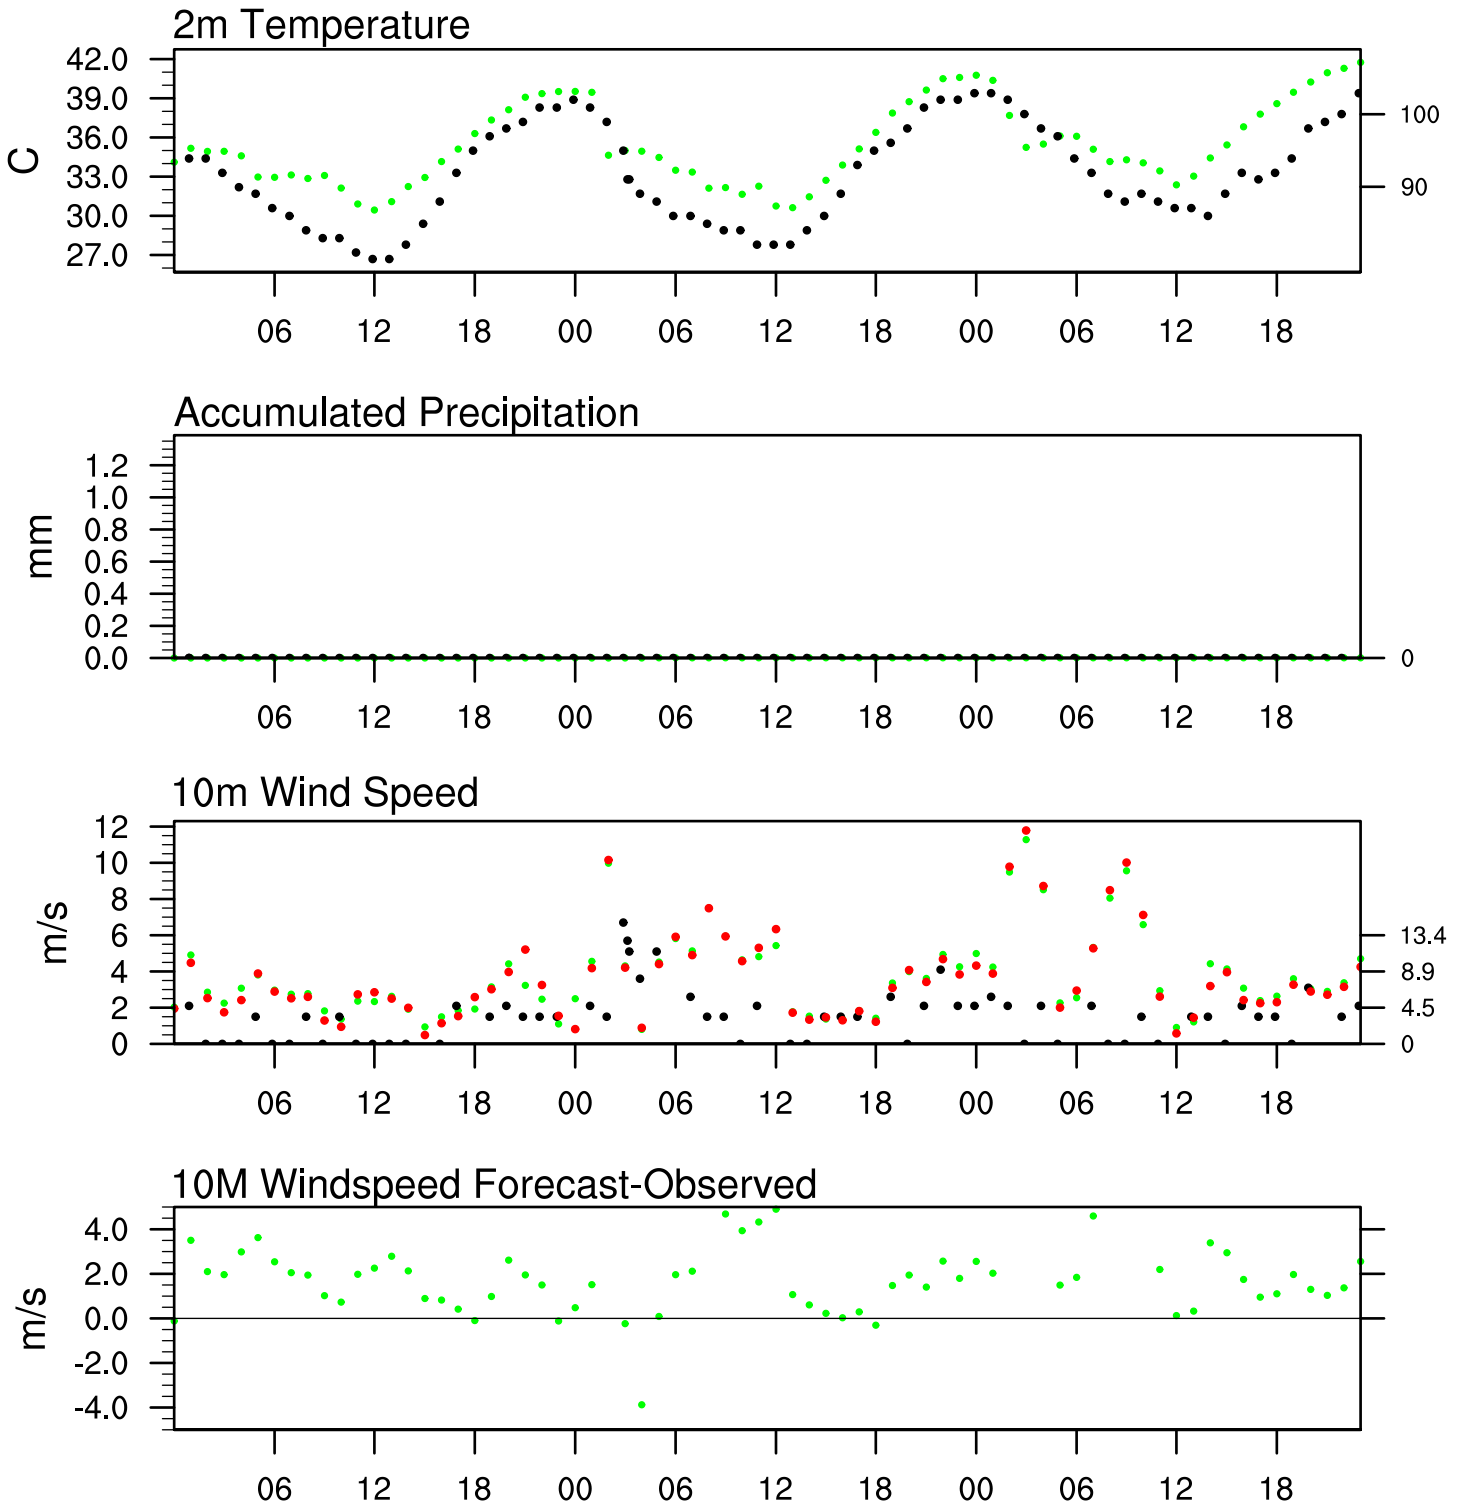 2m Temperature
42.0
39.0
36.0
33.0
30.0
27.0
C
100
90
06 12 18 00 06 12 18 00 06 12 18
Accumulated Precipitation
1.2
1.0
0.8
0.6
0.4
0.2
0.0
mm
0
06 12 18 00 06 12 18 00 06 12 18
10m Wind Speed
12
10
8
6
4
2
0
m/s
13.4
8.9
4.5
0
06 12 18 00 06 12 18 00 06 12 18
10M Windspeed Forecast-Observed
4.0
2.0
0.0
-2.0
-4.0
m/s
06 12 18 00 06 12 18 00 06 12 18